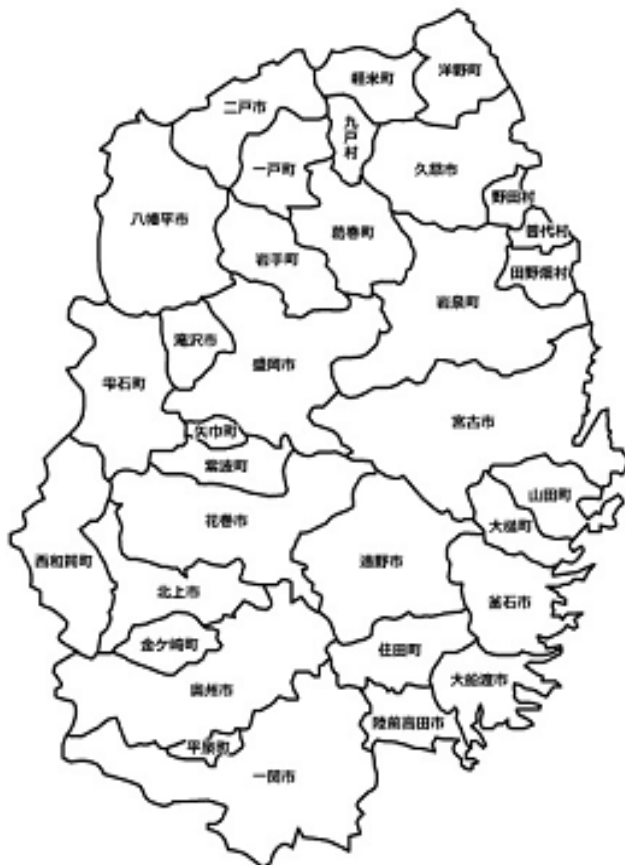 洋野町
軽米町
二戸市
九戸村
一戸町
久慈市
野田村
八幡平市
葛巻町
普代村
岩手町
田野畑村
岩泉町
滝沢市
盛岡市
雫石町
宮古市
矢巾町
紫波町
山田町
花巻市
大槌町
西和賀町
遠野市
北上市
釜石市
金ケ崎町
住田町
大船渡市
奥州市
陸前高田市
平泉町
一関市